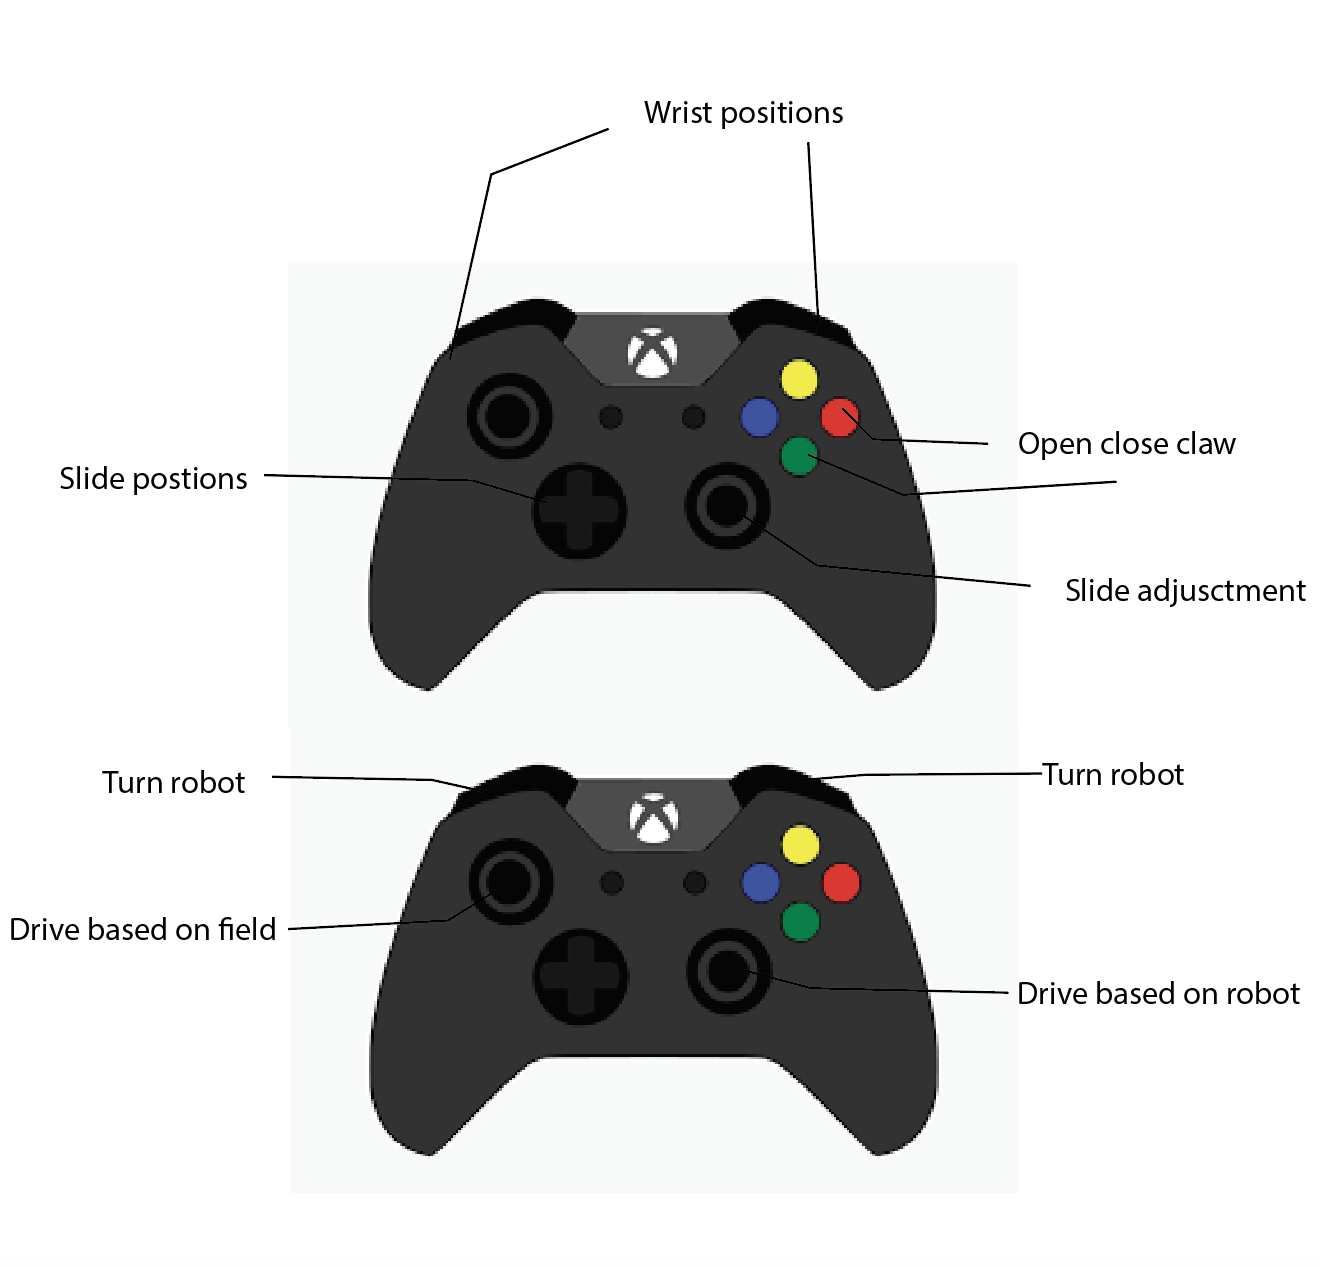 Wrist positions
Open close claw
Slide postions
Slide adjusctment
Turn robot
Turn robot
Drive based on field
Drive based on robot